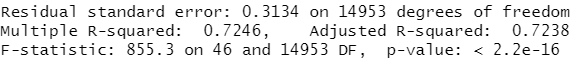 Residual standard error: 0.3134 on 14953 degrees of freedom
Multiple R-squared:  0.7246,    Adjusted R-squared:  0.7238
F-statistic: 855.3 on 46 and 14953 DF,  p-value: < 2.2e-16